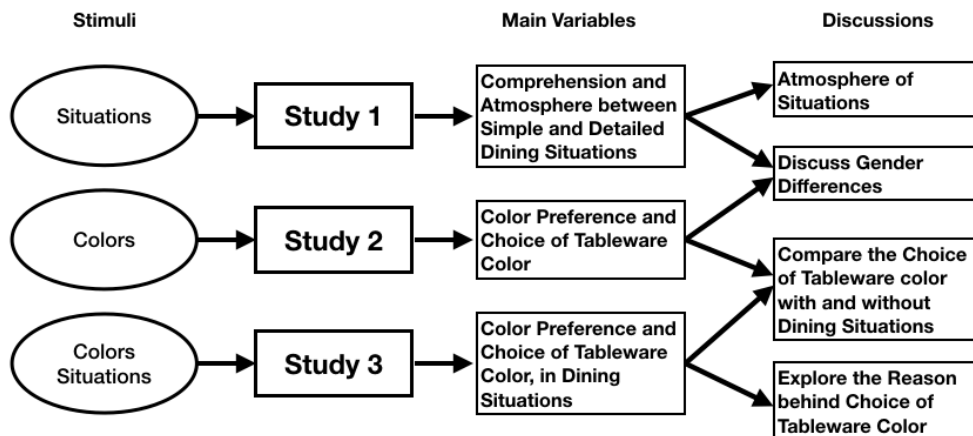 Stimuli
Main Variables
Discussions
Situations
Study 1
Comprehension and
Atmosphere between
Simple and Detailed
Dining Situations
Atmosphere of
Situations
Discuss Gender
Differences
Colors
Study 2
Color Preference and
Choice of Tableware
Color
Compare the Choice
of Tableware color
with and without
Dining Situations
Colors
Situations
Study 3
Color Preference and
Choice of Tableware
Color, in Dining
Situations
Explore the Reason
behind Choice of
Tableware Color